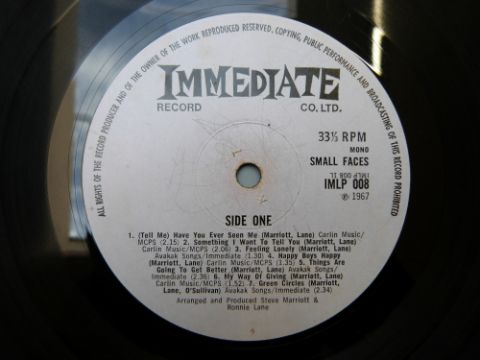 ALL RIGHTS OF THE RECORD PRODUCER AND OF THE OWNER OF THE WORK REPRODUCED RESERVED. COPYING, PUBLIC PERFORMANCE AND BROADCASTING OF THIS RECORD PROHIBITED
IMMEDIATE
RECORD CO. LTD.
33⅓ RPM
MONO
SMALL FACES
IMLP 008
℗ 1967
SIDE ONE
1. (Tell Me) Have You Ever Seen Me (Marriott, Lane) Carlin Music/
MCPS (2.15) 2. Something I Want To Tell You (Marriott, Lane)
Carlin Music/MCPS (2.06) 3. Feeling Lonely (Marriott, Lane)
Avakak Songs/Immediate (1.30) 4. Happy Boys Happy
(Marriott, Lane) Carlin Music/MCPS (1.35) 5. Things Are
Going To Get Better (Marriott, Lane) Avakak Songs/
Immediate (2.36) 6. My Way Of Giving (Marriott, Lane)
Carlin Music/MCPS (1.52) 7. Green Circles (Marriott,
Lane, O'Sullivan) Avakak Songs/Immediate (2.34)
Arranged and Produced Steve Marriott &
Ronnie Lane